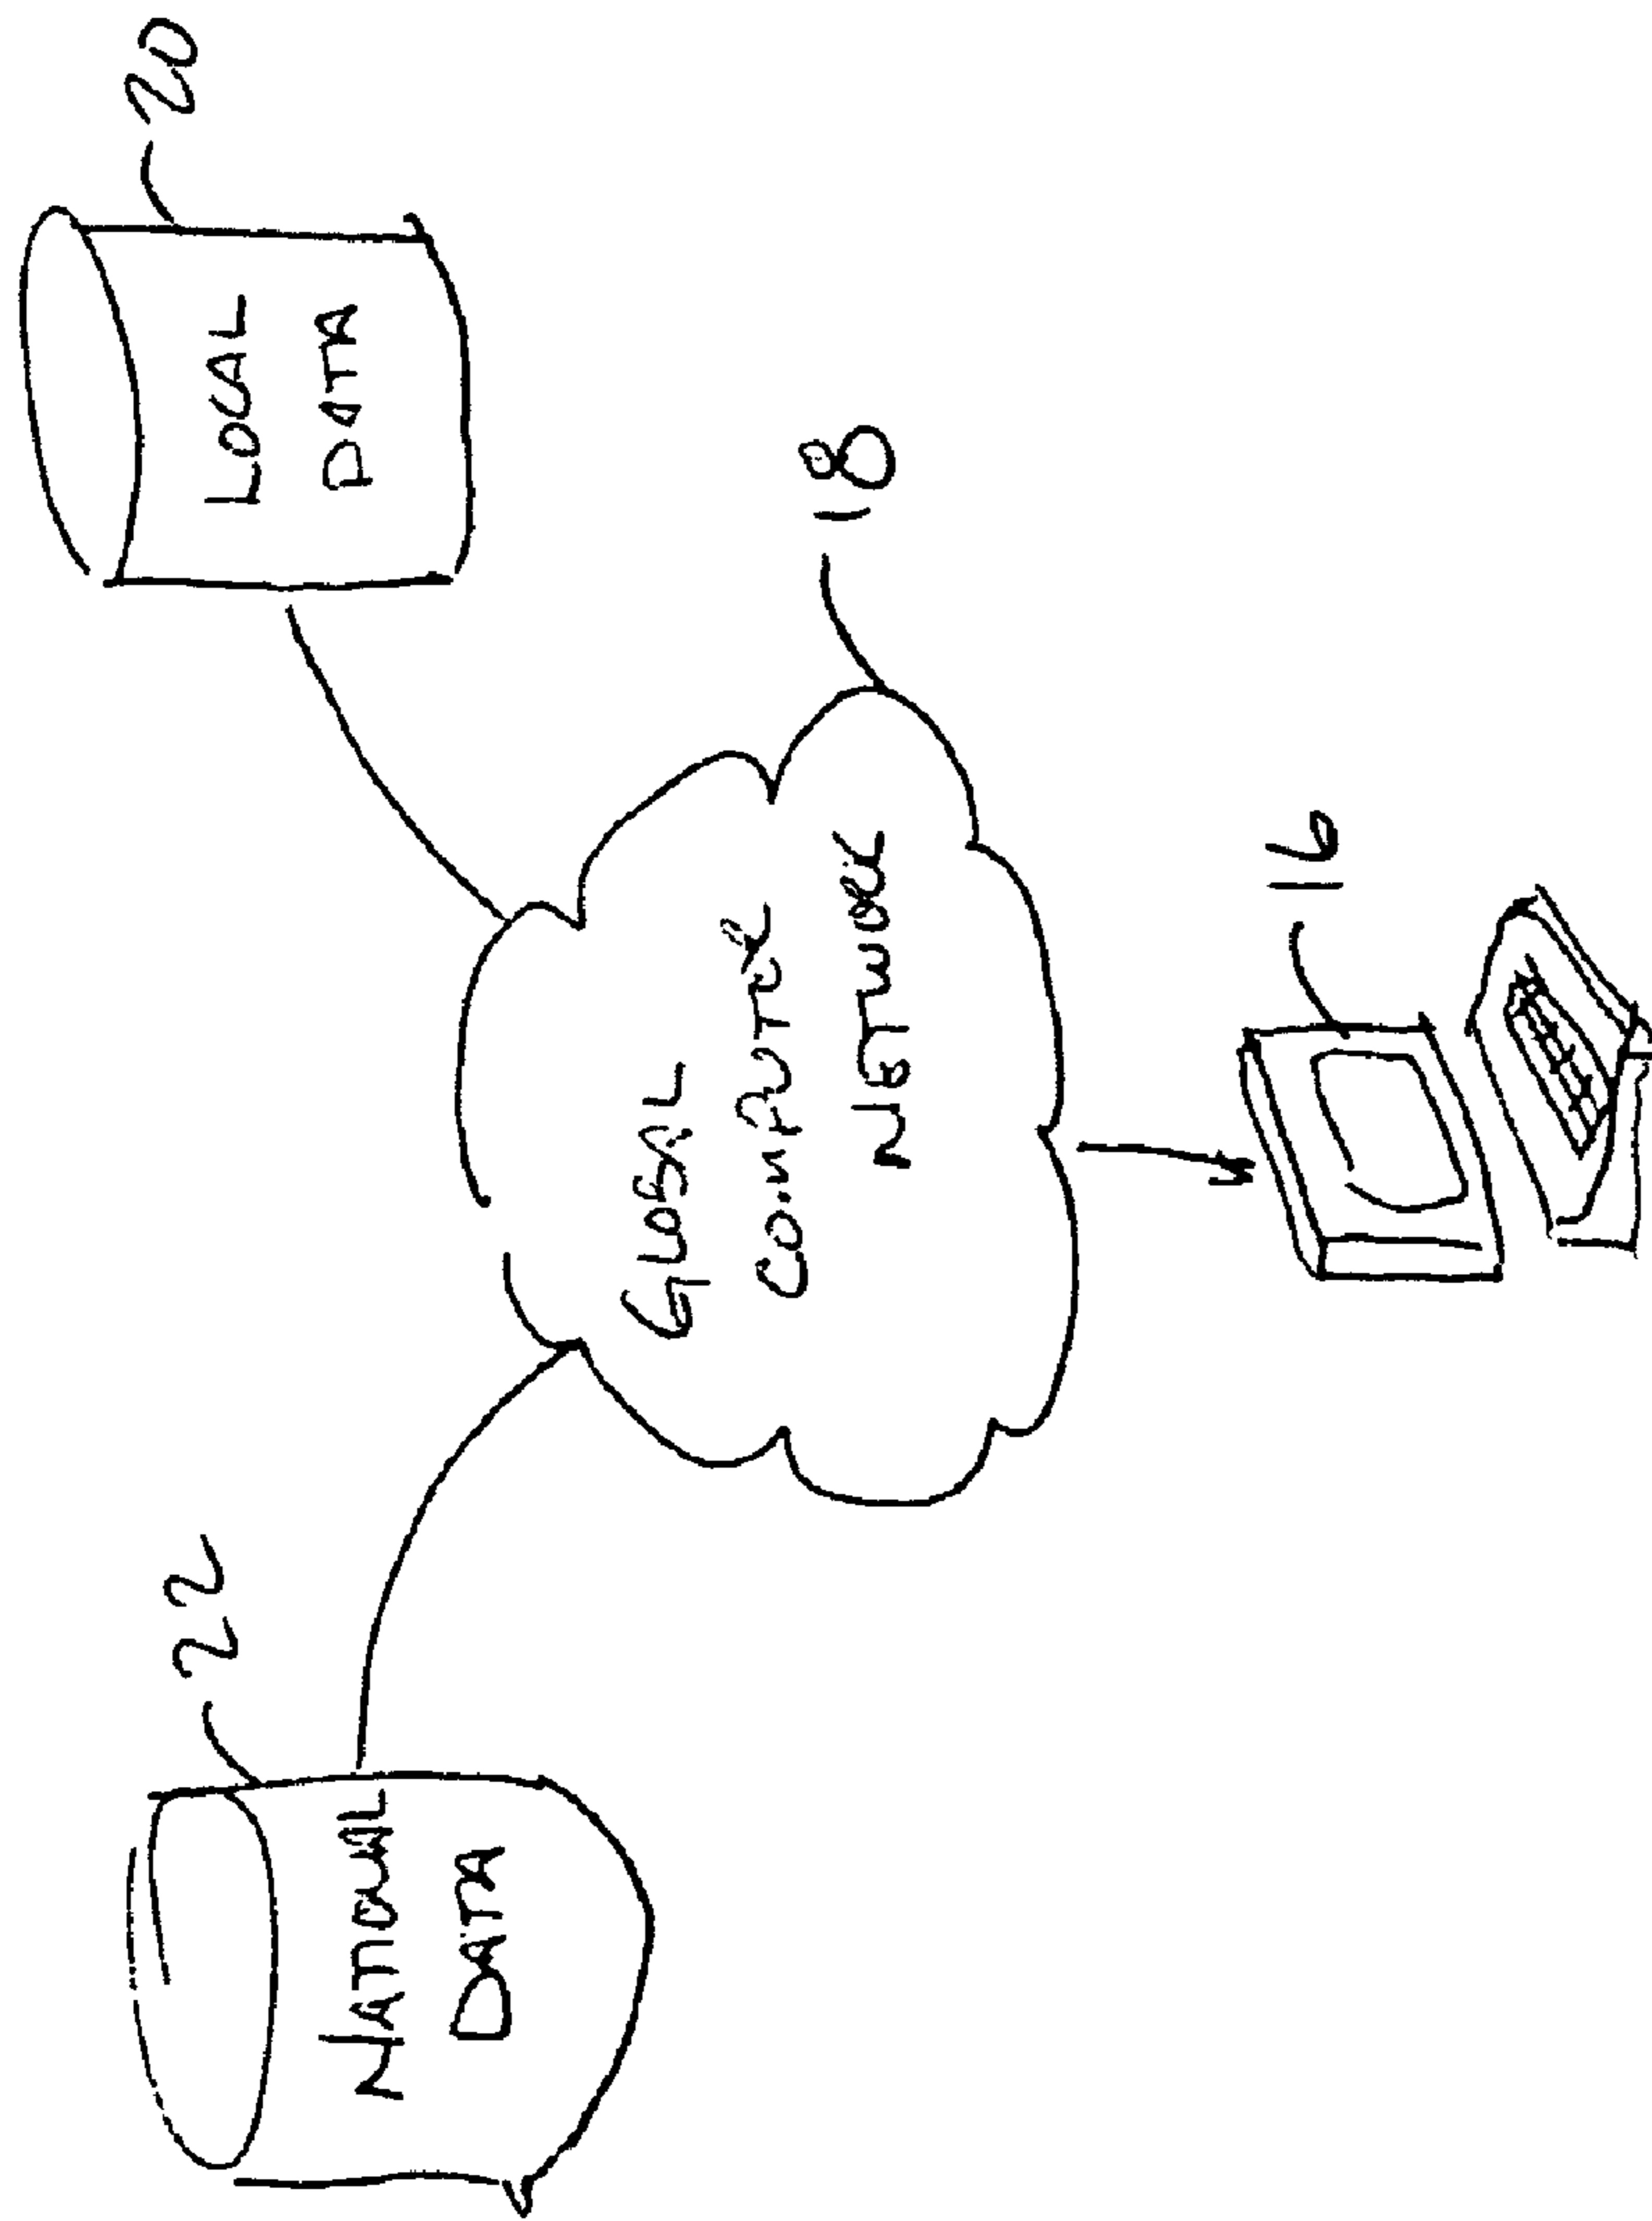 22
NATIONAL
DATA
20
LOCAL
DATA
18
GLOBAL
COMPUTER
NETWORK
16